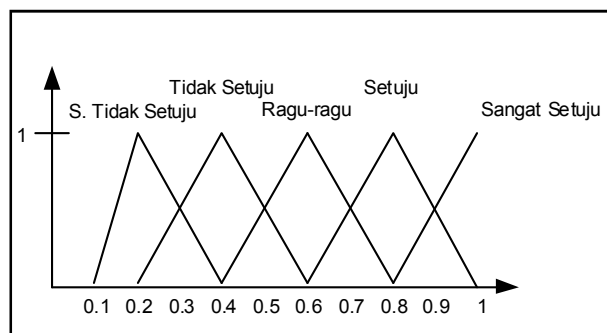 Tidak Setuju
Setuju
S. Tidak Setuju
Ragu-ragu
Sangat Setuju
1
0.1 0.2 0.3 0.4 0.5 0.6 0.7 0.8 0.9 1